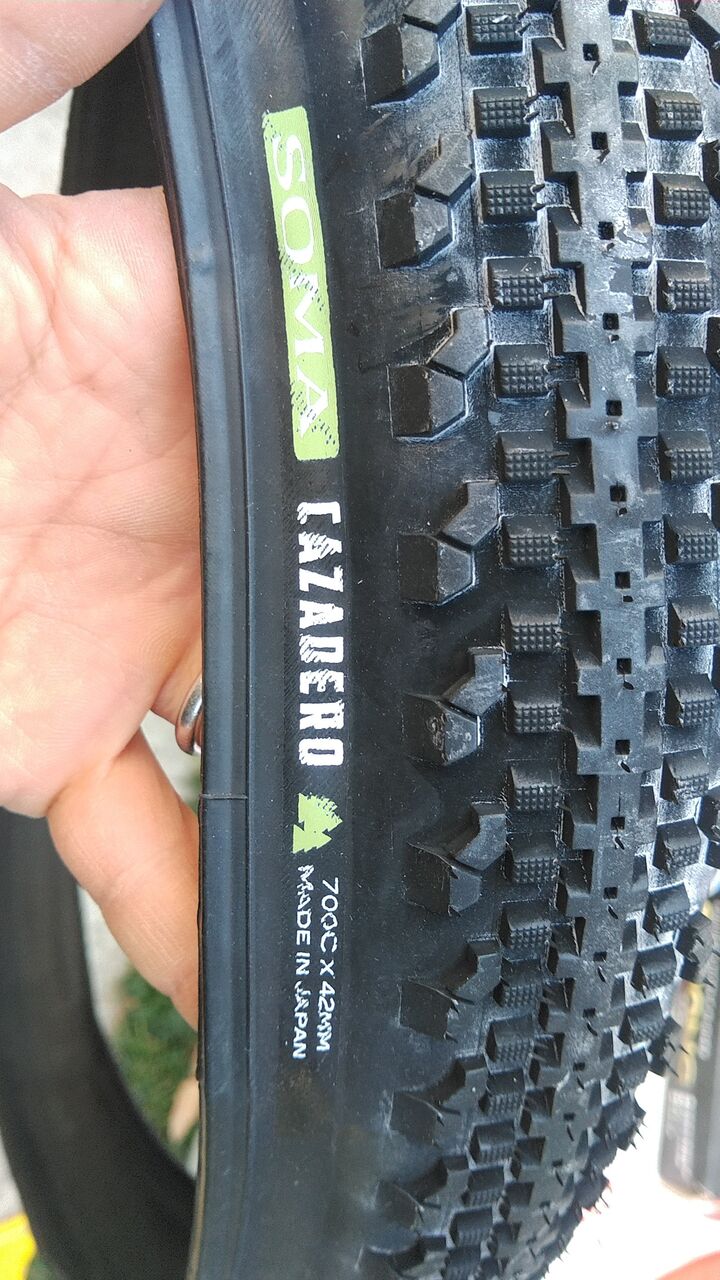 SOMA
CAZADERO
700C X 42MM
MADE IN JAPAN